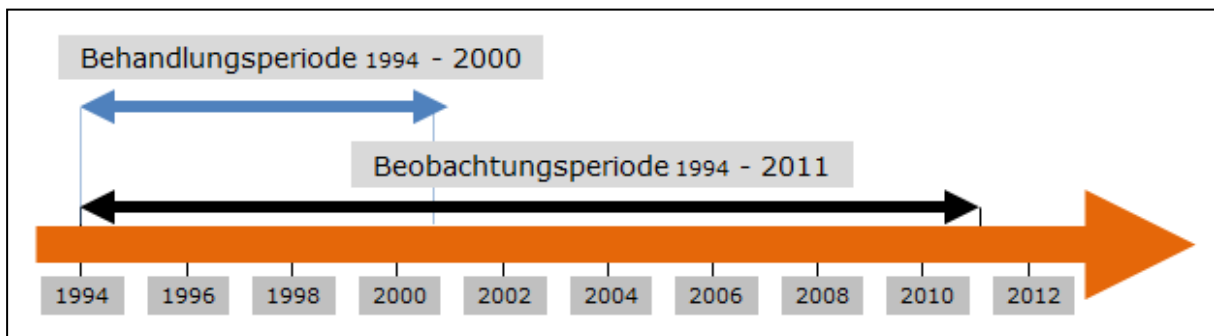 Behandlungsperiode 1994 - 2000
Beobachtungsperiode 1994 - 2011
1994 1996 1998 2000 2002 2004 2006 2008 2010 2012